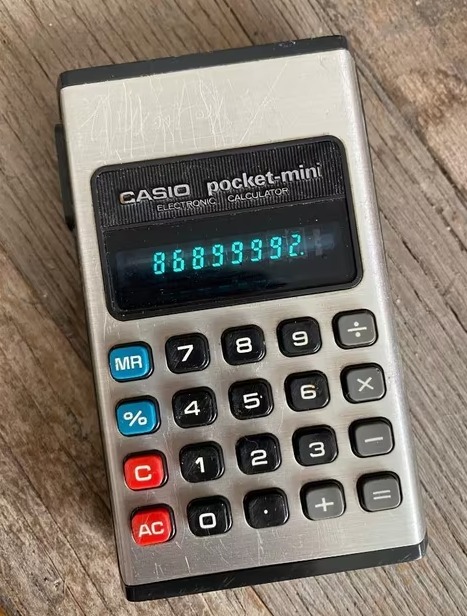 CASIO pocket-mini
ELECTRONIC CALCULATOR
86899992.
MR 7 8 9 ÷
% 4 5 6 ×
C 1 2 3 −
AC 0 . + =